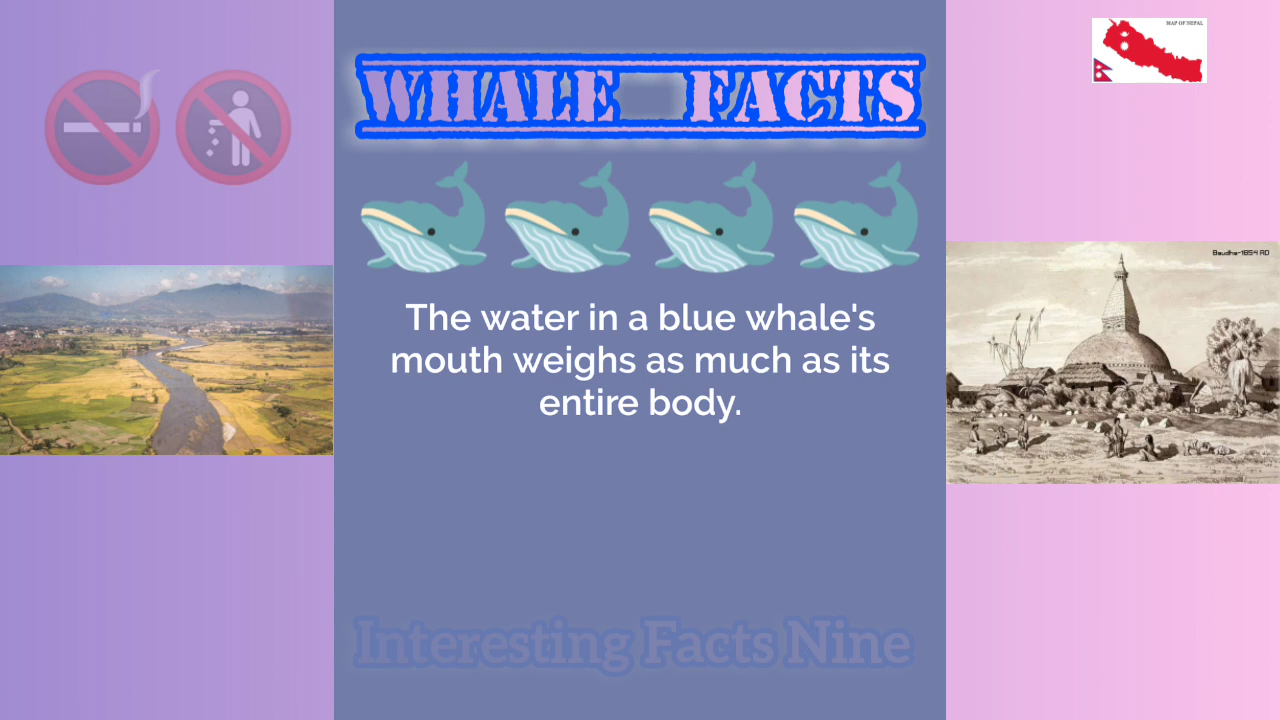 MAP OF NEPAL
WHALE FACTS
Baudha-1854 AD
The water in a blue whale's
mouth weighs as much as its
entire body.
Interesting Facts Nine